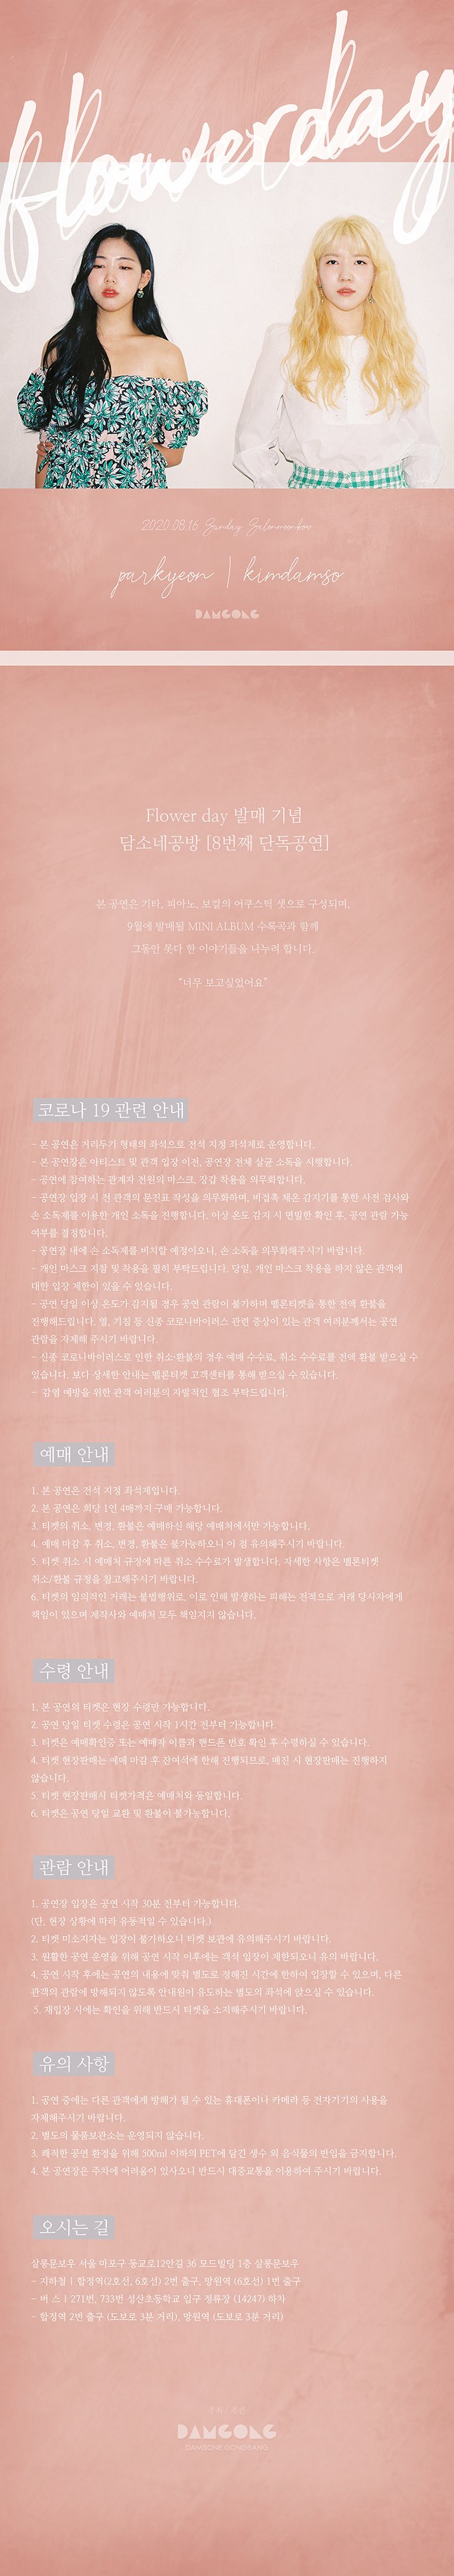 flowerday
2020.08.16 Sunday Salonmoonbow
parkyeon | kimdamso
DAMGONG
Flower day 발매 기념
담소네공방 [8번째 단독공연]
본 공연은 기타, 피아노, 보컬의 어쿠스틱 셋으로 구성되며,
9월에 발매될 MINI ALBUM 수록곡과 함께
그동안 못다 한 이야기들을 나누려 합니다.
“너무 보고싶었어요”
코로나 19 관련 안내
- 본 공연은 거리두기 형태의 좌석으로 전석 지정 좌석제로 운영합니다.
- 본 공연장은 아티스트 및 관객 입장 이전, 공연장 전체 살균 소독을 시행합니다.
- 공연에 참여하는 관계자 전원의 마스크, 장갑 착용을 의무화합니다.
- 공연장 입장 시 전 관객의 문진표 작성을 의무화하며, 비접촉 체온 감지기를 통한 사전 검사와
손 소독제를 이용한 개인 소독을 진행합니다. 이상 온도 감지 시 면밀한 확인 후, 공연 관람 가능
여부를 결정합니다.
- 공연장 내에 손 소독제를 비치할 예정이오니, 손 소독을 의무화해주시기 바랍니다.
- 개인 마스크 지참 및 착용을 필히 부탁드립니다. 당일, 개인 마스크 착용을 하지 않은 관객에
대한 입장 제한이 있을 수 있습니다.
- 공연 당일 이상 온도가 감지될 경우 공연 관람이 불가하며 멜론티켓을 통한 전액 환불을
진행해드립니다. 열, 기침 등 신종 코로나바이러스 관련 증상이 있는 관객 여러분께서는 공연
관람을 자제해 주시기 바랍니다.
- 신종 코로나바이러스로 인한 취소·환불의 경우 예매 수수료, 취소 수수료를 전액 환불 받으실 수
있습니다. 보다 상세한 안내는 멜론티켓 고객센터를 통해 받으실 수 있습니다.
- 감염 예방을 위한 관객 여러분의 자발적인 협조 부탁드립니다.
예매 안내
1. 본 공연은 전석 지정 좌석제입니다.
2. 본 공연은 회당 1인 4매까지 구매 가능합니다.
3. 티켓의 취소, 변경, 환불은 예매하신 해당 예매처에서만 가능합니다.
4. 예매 마감 후 취소, 변경, 환불은 불가능하오니 이 점 유의해주시기 바랍니다.
5. 티켓 취소 시 예매처 규정에 따른 취소 수수료가 발생합니다. 자세한 사항은 멜론티켓
취소/환불 규정을 참고해주시기 바랍니다.
6. 티켓의 임의적인 거래는 불법행위로, 이로 인해 발생하는 피해는 전적으로 거래 당사자에게
책임이 있으며 제작사와 예매처 모두 책임지지 않습니다.
수령 안내
1. 본 공연의 티켓은 현장 수령만 가능합니다.
2. 공연 당일 티켓 수령은 공연 시작 1시간 전부터 가능합니다.
3. 티켓은 예매확인증 또는 예매자 이름과 핸드폰 번호 확인 후 수령하실 수 있습니다.
4. 티켓 현장판매는 예매 마감 후 잔여석에 한해 진행되므로, 매진 시 현장판매는 진행하지
않습니다.
5. 티켓 현장판매시 티켓가격은 예매처와 동일합니다.
6. 티켓은 공연 당일 교환 및 환불이 불가능합니다.
관람 안내
1. 공연장 입장은 공연 시작 30분 전부터 가능합니다.
(단, 현장 상황에 따라 유동적일 수 있습니다.)
2. 티켓 미소지자는 입장이 불가하오니 티켓 보관에 유의해주시기 바랍니다.
3. 원활한 공연 운영을 위해 공연 시작 이후에는 객석 입장이 제한되오니 유의 바랍니다.
4. 공연 시작 후에는 공연의 내용에 맞춰 별도로 정해진 시간에 한하여 입장할 수 있으며, 다른
관객의 관람에 방해되지 않도록 안내원이 유도하는 별도의 좌석에 앉으실 수 있습니다.
5. 재입장 시에는 확인을 위해 반드시 티켓을 소지해주시기 바랍니다.
유의 사항
1. 공연 중에는 다른 관객에게 방해가 될 수 있는 휴대폰이나 카메라 등 전자기기의 사용을
자제해주시기 바랍니다.
2. 별도의 물품보관소는 운영되지 않습니다.
3. 쾌적한 공연 환경을 위해 500ml 이하의 PET에 담긴 생수 외 음식물의 반입을 금지합니다.
4. 본 공연장은 주차에 어려움이 있사오니 반드시 대중교통을 이용하여 주시기 바랍니다.
오시는 길
살롱문보우 서울 마포구 동교로12안길 36 모드빌딩 1층 살롱문보우
- 지하철 | 합정역(2호선, 6호선) 2번 출구, 망원역 (6호선) 1번 출구
- 버 스 | 271번, 733번 성산초등학교 입구 정류장 (14247) 하차
- 합정역 2번 출구 (도보로 3분 거리), 망원역 (도보로 3분 거리)
주최 / 주관
DAMGONG
DAMSONE GONGBANG